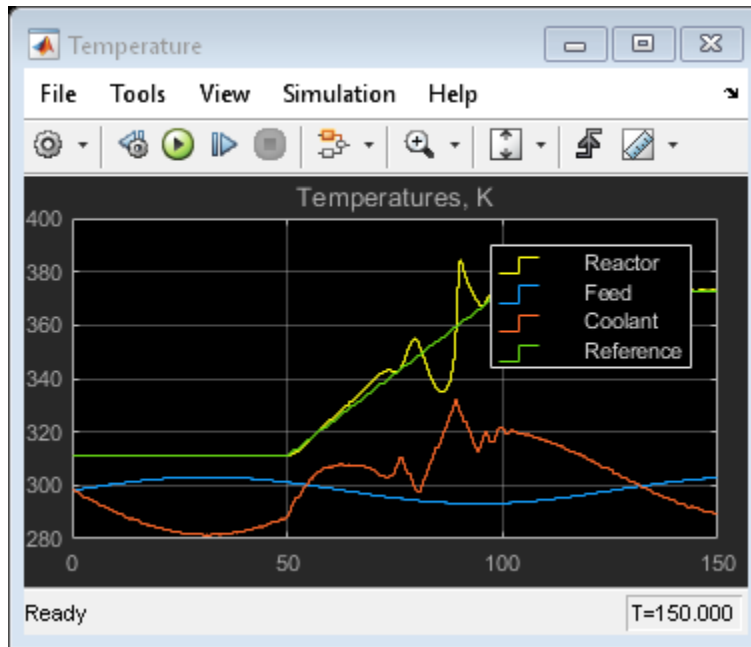 Temperature
File Tools View Simulation Help
Temperatures, K
400
380
360
340
320
300
280
0 50 100 150
Reactor
Feed
Coolant
Reference
Ready T=150.000